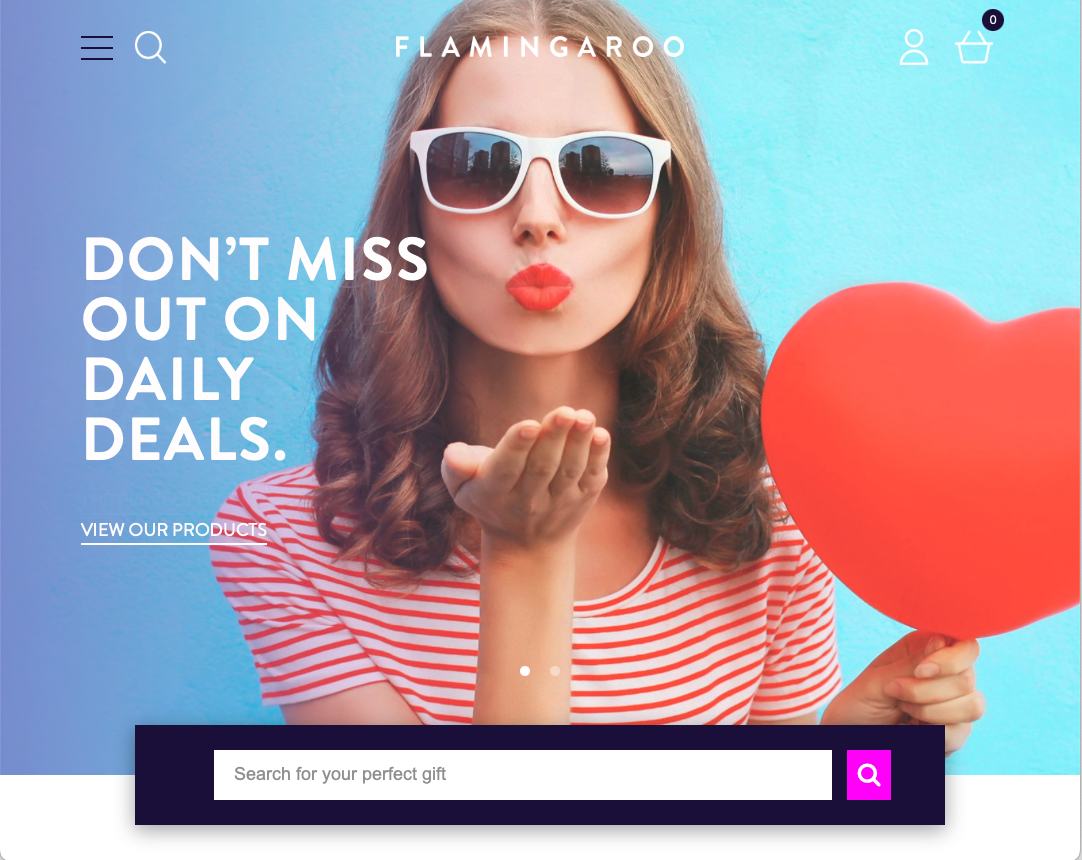 FLAMINGAROO
0
DON'T MISS
OUT ON
DAILY
DEALS.
VIEW OUR PRODUCTS
Search for your perfect gift